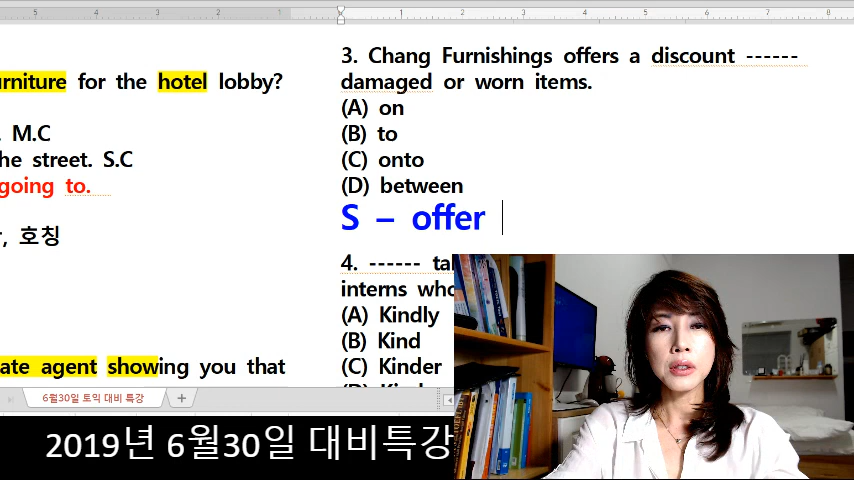 urniture for the hotel lobby?
. M.C
he street. S.C
going to.
, 호칭
ate agent showing you that
3. Chang Furnishings offers a discount ------
damaged or worn items.
(A) on
(B) to
(C) onto
(D) between
S – offer
4. ------ tal
interns who
(A) Kindly
(B) Kind
(C) Kinder
6월30일 토익 대비 특강
2019년 6월30일 대비특강